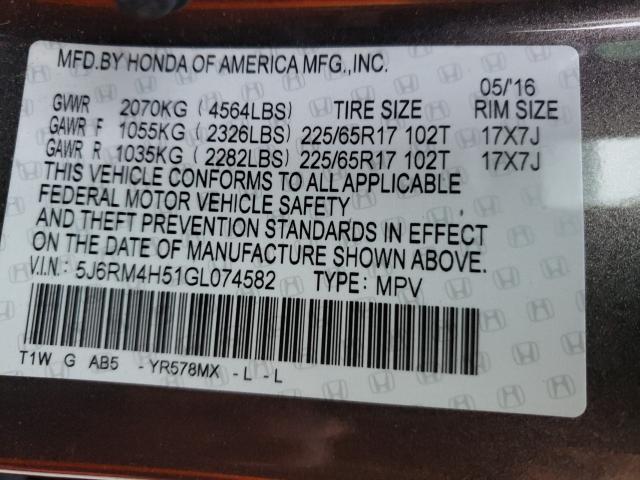 MFD.BY HONDA OF AMERICA MFG.,INC.
05/'16
GVWR 2070KG (4564LBS) TIRE SIZE RIM SIZE
GAWR F 1055KG (2326LBS) 225/65R17 102T 17X7J
GAWR R 1035KG (2282LBS) 225/65R17 102T 17X7J
THIS VEHICLE CONFORMS TO ALL APPLICABLE
FEDERAL MOTOR VEHICLE SAFETY
AND THEFT PREVENTION STANDARDS IN EFFECT
ON THE DATE OF MANUFACTURE SHOWN ABOVE.
V.I.N.: 5J6RM4H51GL074582 TYPE: MPV
T1W G AB5 -YR578MX -L -L